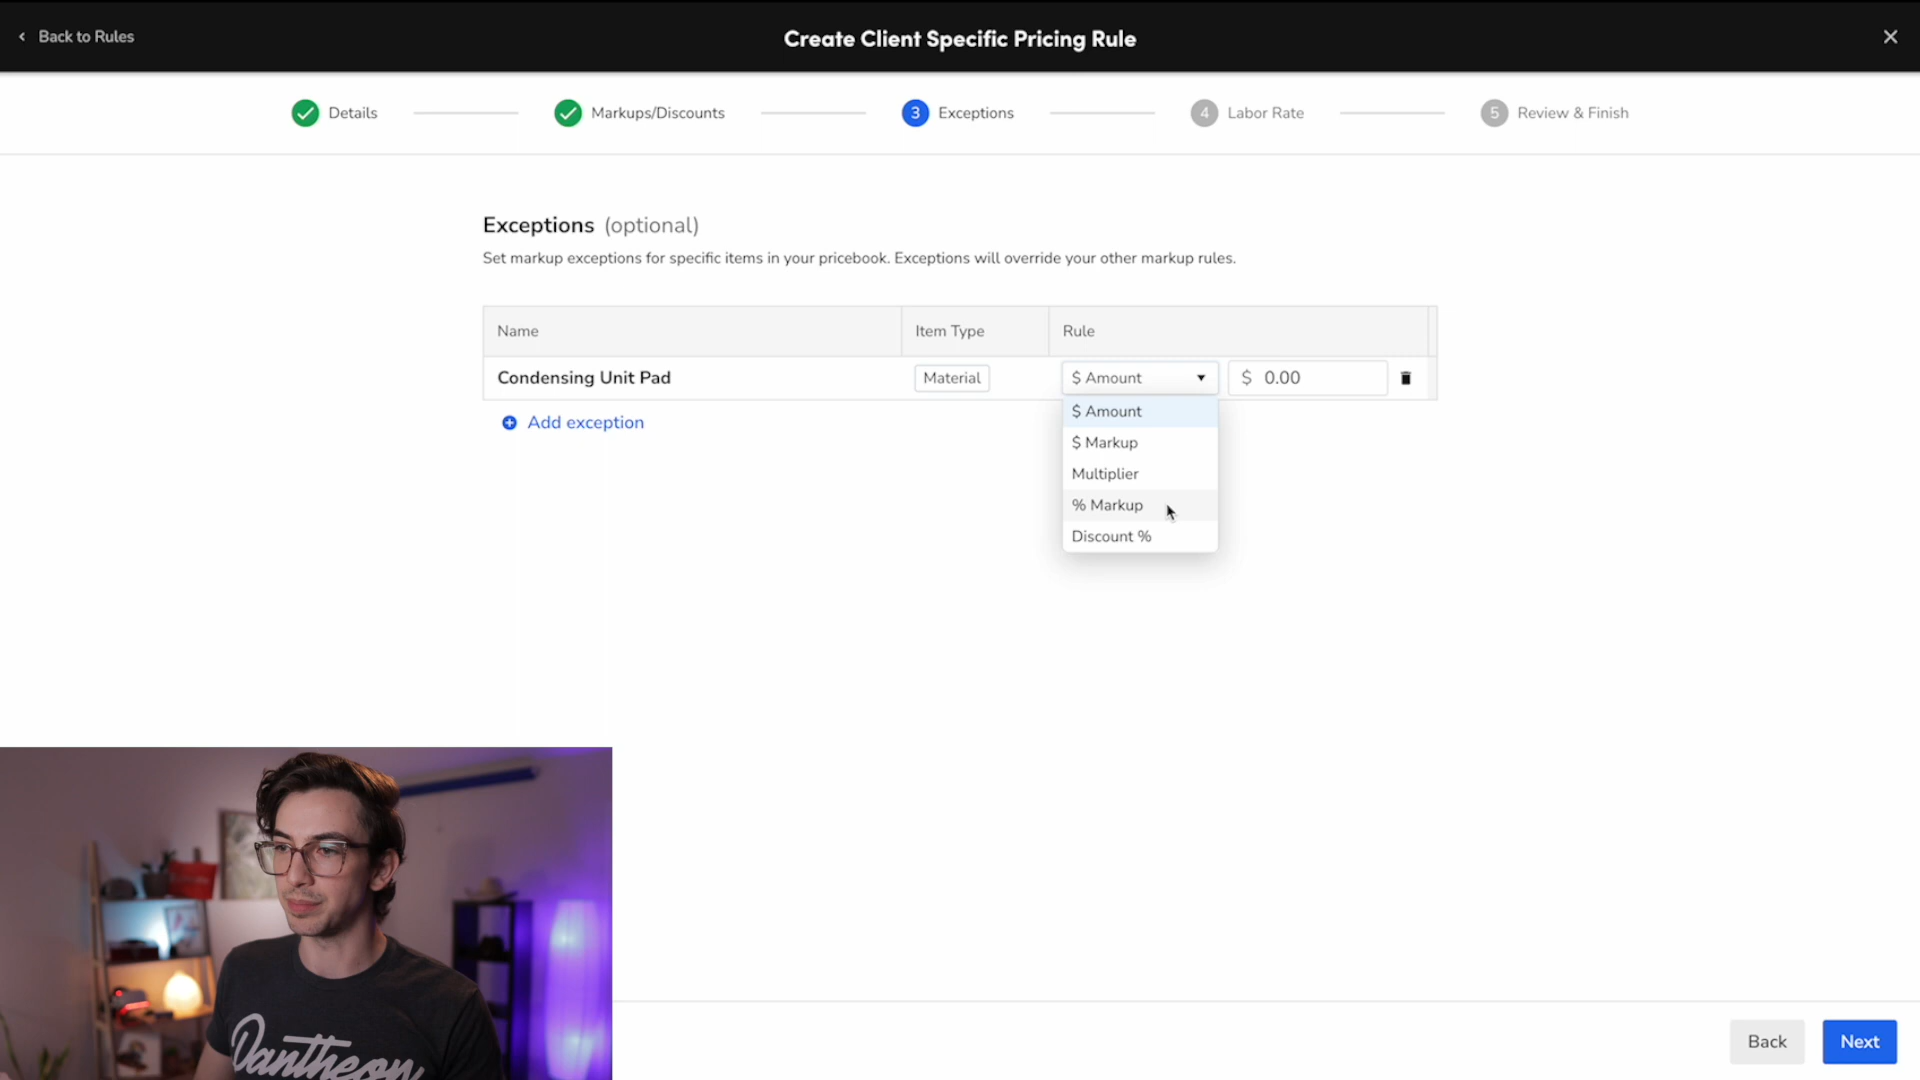 Back to Rules
Create Client Specific Pricing Rule
Details
Markups/Discounts
3 Exceptions
4 Labor Rate
5 Review & Finish
Exceptions (optional)
Set markup exceptions for specific items in your pricebook. Exceptions will override your other markup rules.
Name Item Type Rule
Condensing Unit Pad Material $ Amount $ 0.00
Add exception
$ Amount
$ Markup
Multiplier
% Markup
Discount %
Pantheon
Back Next